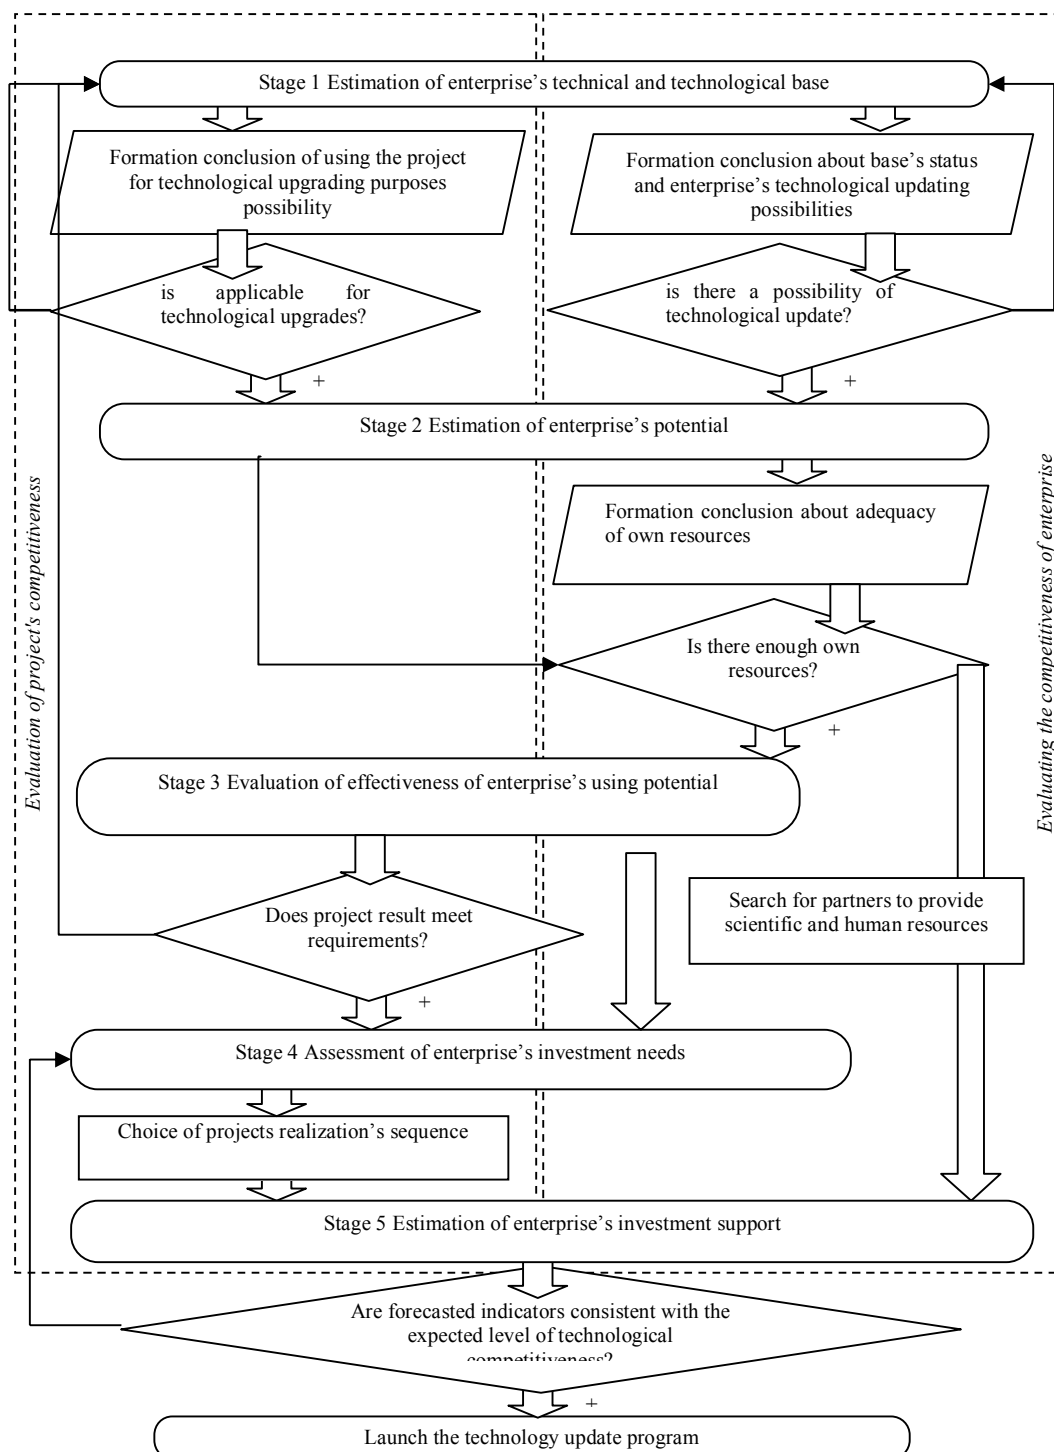 Stage 1 Estimation of enterprise’s technical and technological base
Formation conclusion of using the project
for technological upgrading purposes
possibility
Formation conclusion about base’s status
and enterprise’s technological updating
possibilities
is applicable for
technological upgrades?
is there a possibility of
technological update?
+
+
Stage 2 Estimation of enterprise’s potential
Formation conclusion about adequacy
of own resources
Evaluation of project's competitiveness
Evaluating the competitiveness of enterprise
Is there enough own
resources?
+
Stage 3 Evaluation of effectiveness of enterprise’s using potential
Search for partners to provide
scientific and human resources
Does project result meet
requirements?
+
Stage 4 Assessment of enterprise’s investment needs
Choice of projects realization’s sequence
Stage 5 Estimation of enterprise’s investment support
Are forecasted indicators consistent with the
expected level of technological
competitiveness?
+
Launch the technology update program